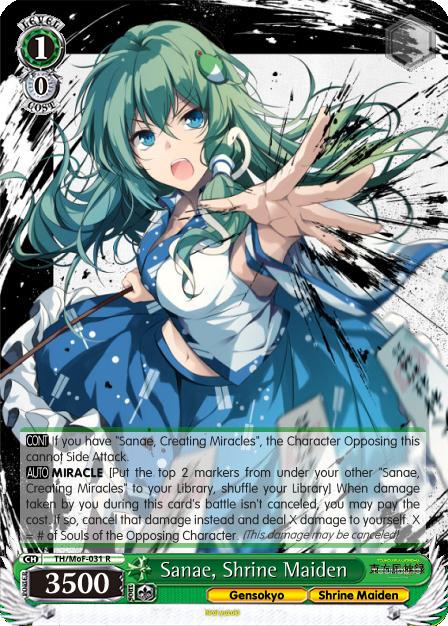 LEVEL
1
0
COST
CONT If you have "Sanae, Creating Miracles", the Character Opposing this
cannot Side Attack.
AUTO MIRACLE [Put the top 2 markers from under your other "Sanae,
Creating Miracles" to your Library, shuffle your Library] When damage
taken by you during this card's battle isn't canceled, you may pay the
cost. If so, cancel that damage instead and deal X damage to yourself. X
= # of Souls of the Opposing Character. (This damage may be canceled)
CH TH/MoF-031 R
POWER 3500 SOUL Sanae, Shrine Maiden
Gensokyo Shrine Maiden